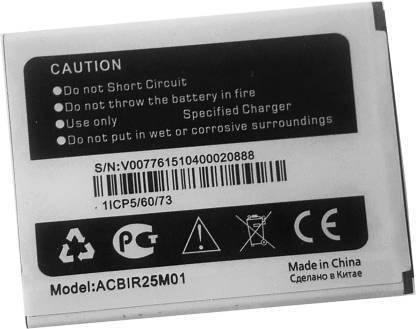 CAUTION
●Do not Short Circuit
●Do not throw the battery in fire
●Use only Specified Charger
●Do not put in wet or corrosive surroundings
S/N:V007761510400020888
1ICP5/60/73
Model:ACBIR25M01
Made in China
Сделано в Китае